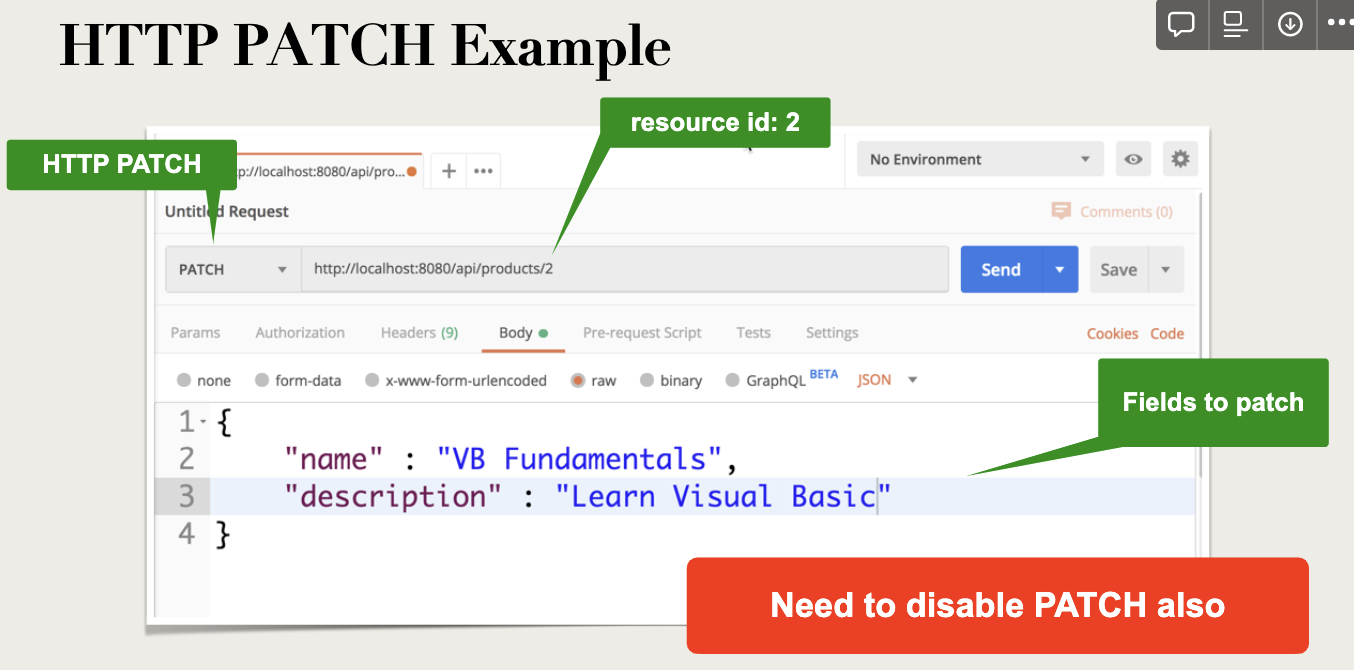 HTTP PATCH Example
resource id: 2
HTTP PATCH
p://localhost:8080/api/pro...
No Environment
Untitled Request
Comments (0)
PATCH
http://localhost:8080/api/products/2
Send
Save
Params Authorization Headers (9) Body Pre-request Script Tests Settings Cookies Code
none form-data x-www-form-urlencoded raw binary GraphQL BETA JSON
Fields to patch
1 {
2 "name" : "VB Fundamentals",
3 "description" : "Learn Visual Basic"
4 }
Need to disable PATCH also